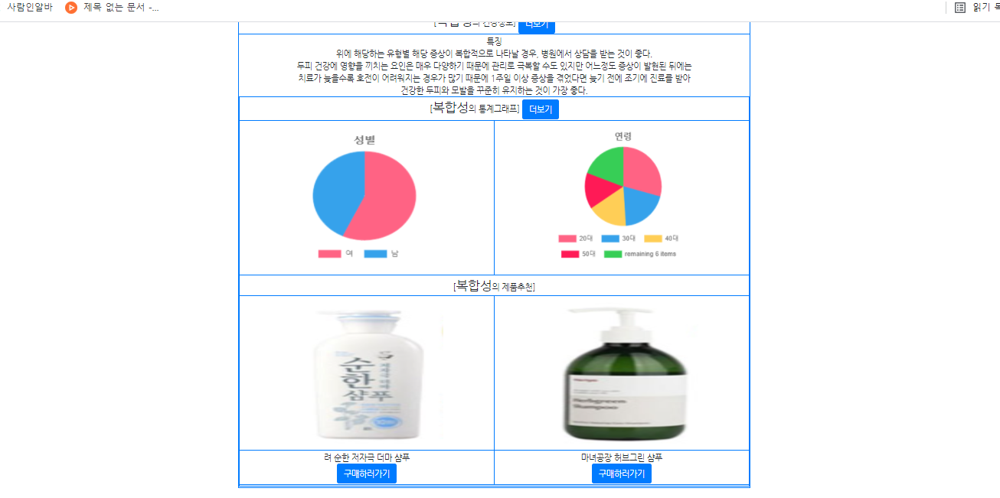 사람인알바 제목 없는 문서 -... 읽기 목
더보기
특징
위에 해당하는 유형별 해당 증상이 복합적으로 나타날 경우, 병원에서 상담을 받는 것이 좋다.
두피 건강에 영향을 끼치는 요인은 매우 다양하기 때문에 관리로 극복할 수도 있지만 어느정도 증상이 발현된 뒤에는
치료가 늦을수록 호전이 어려워지는 경우가 많기 때문에 1주일 이상 증상을 겪었다면 늦기 전에 조기에 진료를 받아
건강한 두피와 모발을 꾸준히 유지하는 것이 가장 좋다.
[복합성의 통계그래프] 더보기
성별
여 남
연령
20대 30대 40대
50대 remaining 6 items
[복합성의 제품추천]
순한
샴푸
Herbgreen
Shampoo
려 순한 저자극 더마 샴푸
구매하러가기
마녀공장 허브그린 샴푸
구매하러가기